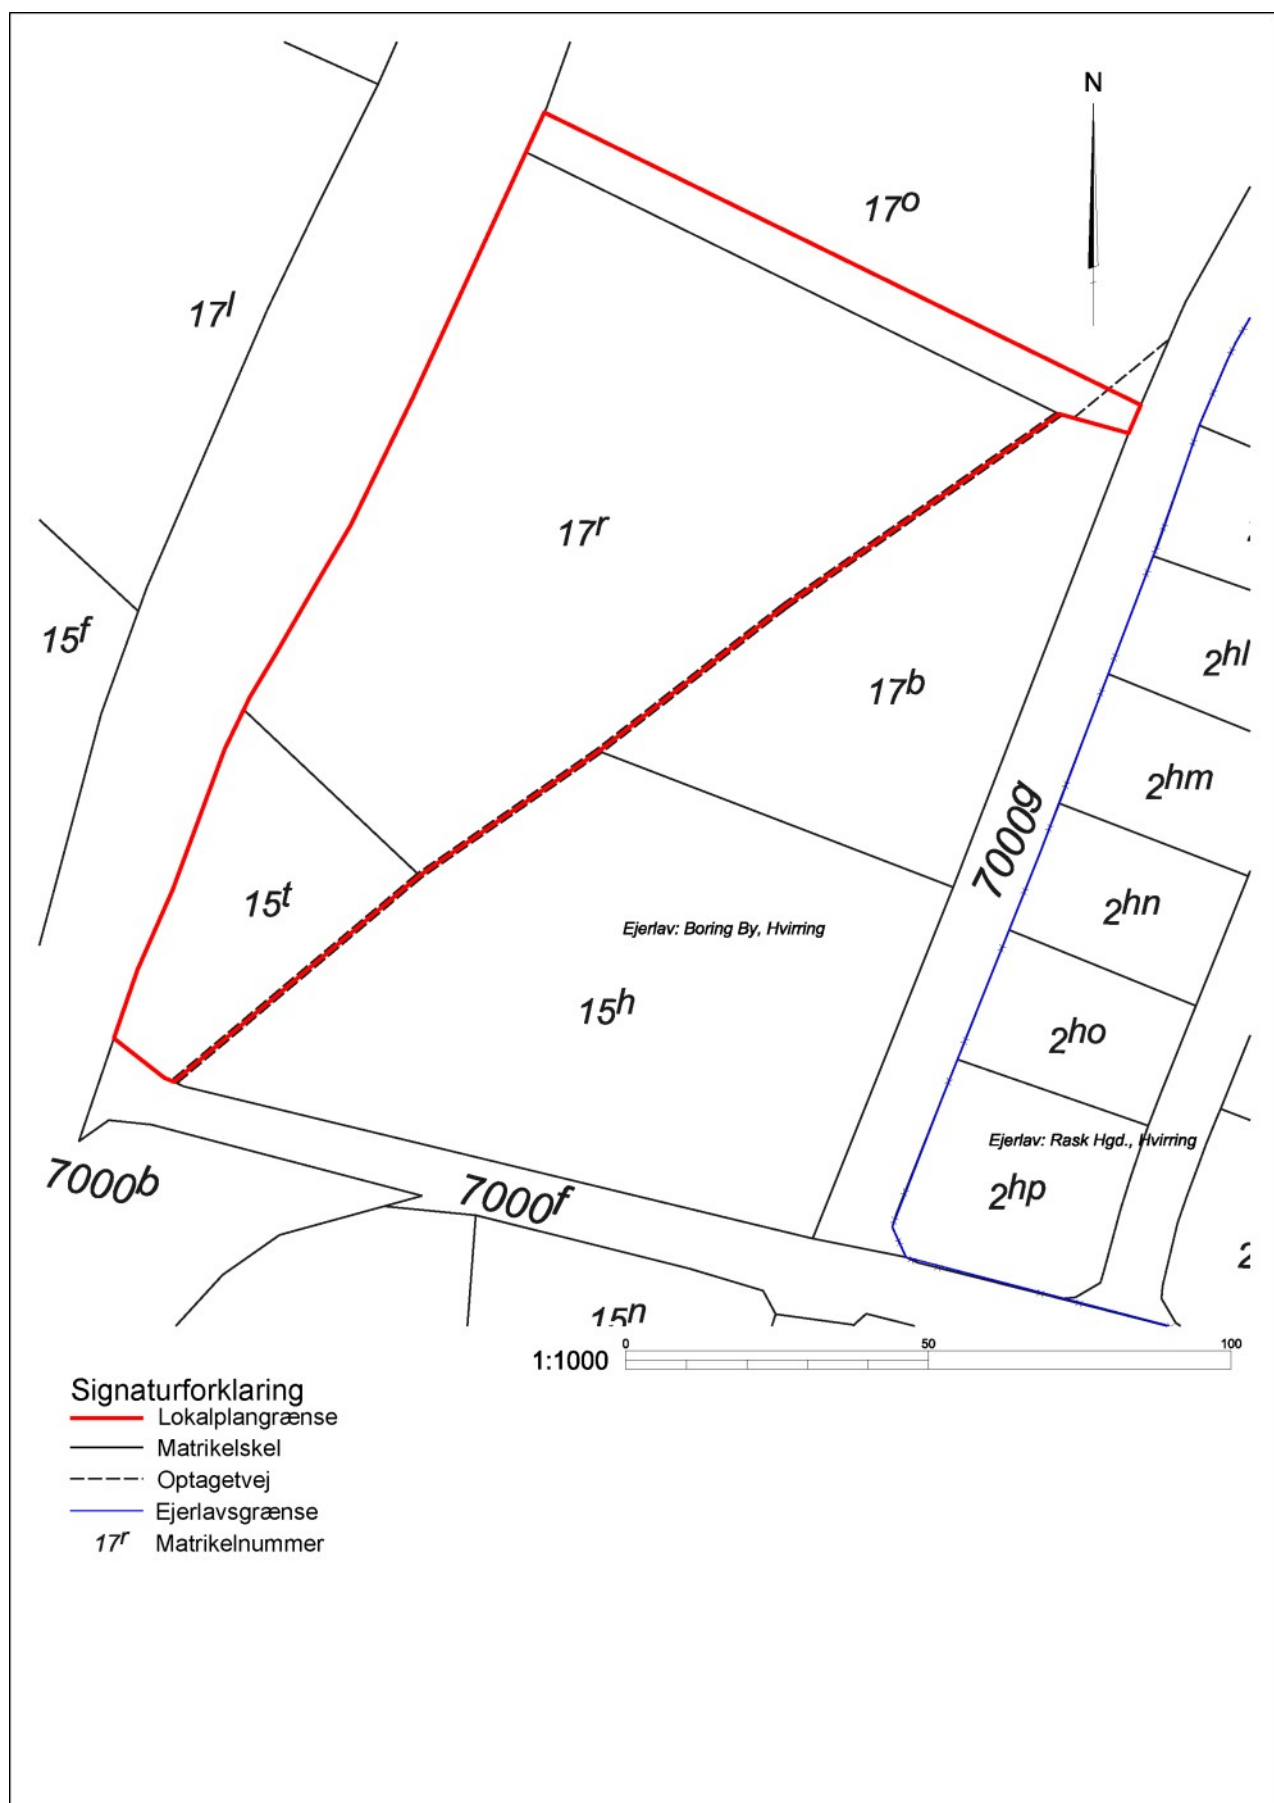 N
17o
17l
17r
15f
2hl
17b
2hm
7000g
15t
2hn
Ejerlav: Boring By, Hvirring
15h
2ho
Ejerlav: Rask Hgd., Hvirring
7000b
7000f
2hp
2
15n
0 50 100
1:1000
Signaturforklaring
Lokalplangrænse
Matrikelskel
Optagetvej
Ejerlavsgrænse
17r Matrikelnummer